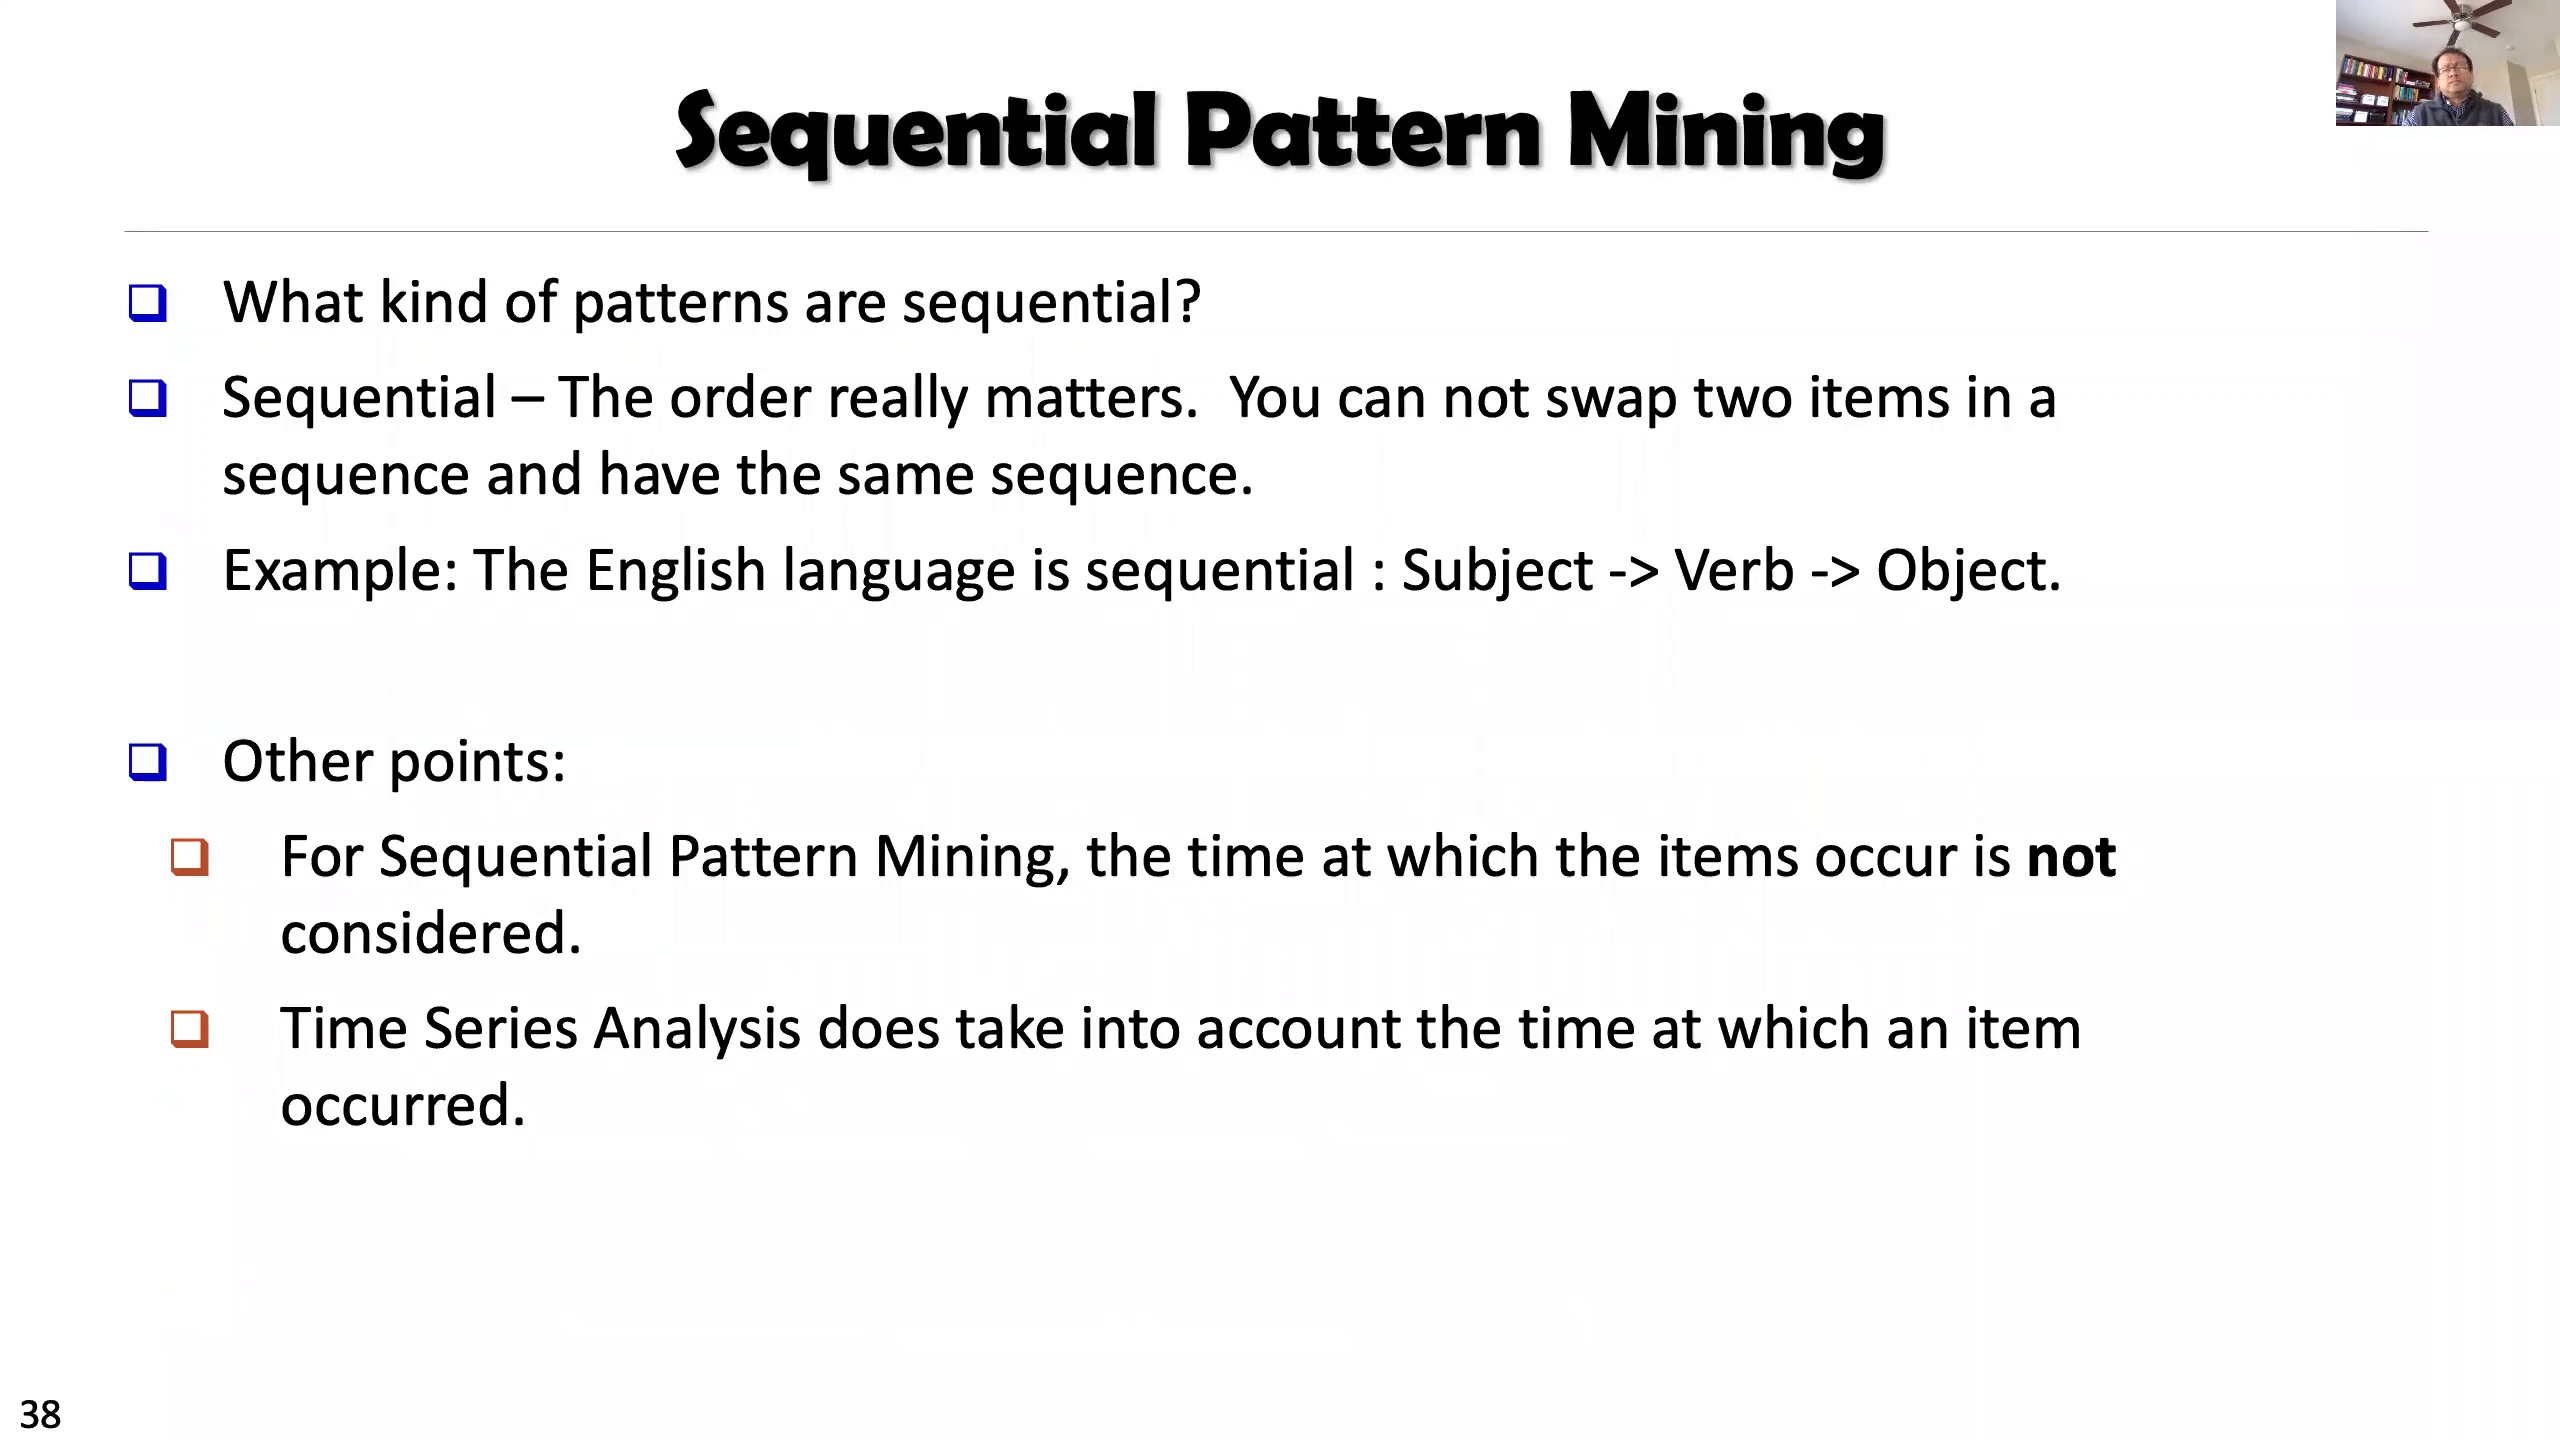 Sequential Pattern Mining
What kind of patterns are sequential?
Sequential – The order really matters.  You can not swap two items in a
sequence and have the same sequence.
Example: The English language is sequential : Subject -> Verb -> Object.
Other points:
For Sequential Pattern Mining, the time at which the items occur is not
considered.
Time Series Analysis does take into account the time at which an item
occurred.
38